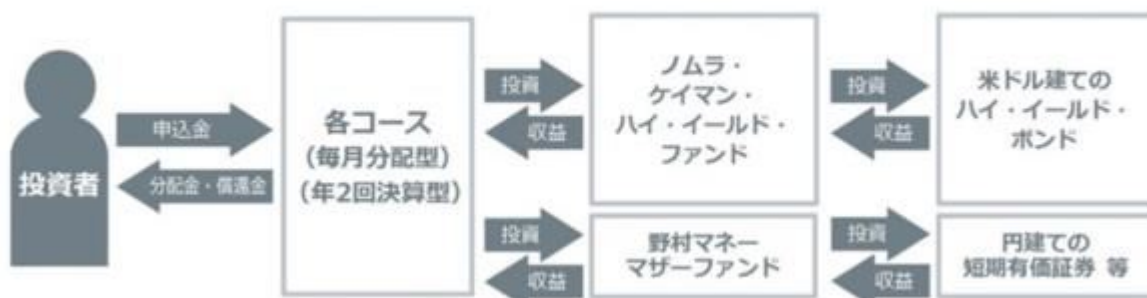 投資者
申込金
分配金・償還金
各コース
（毎月分配型）
（年2回決算型）
投資
収益
ノムラ・
ケイマン・
ハイ・イールド・
ファンド
投資
収益
米ドル建ての
ハイ・イールド・
ボンド
投資
収益
野村マネー
マザーファンド
投資
収益
円建ての
短期有価証券 等